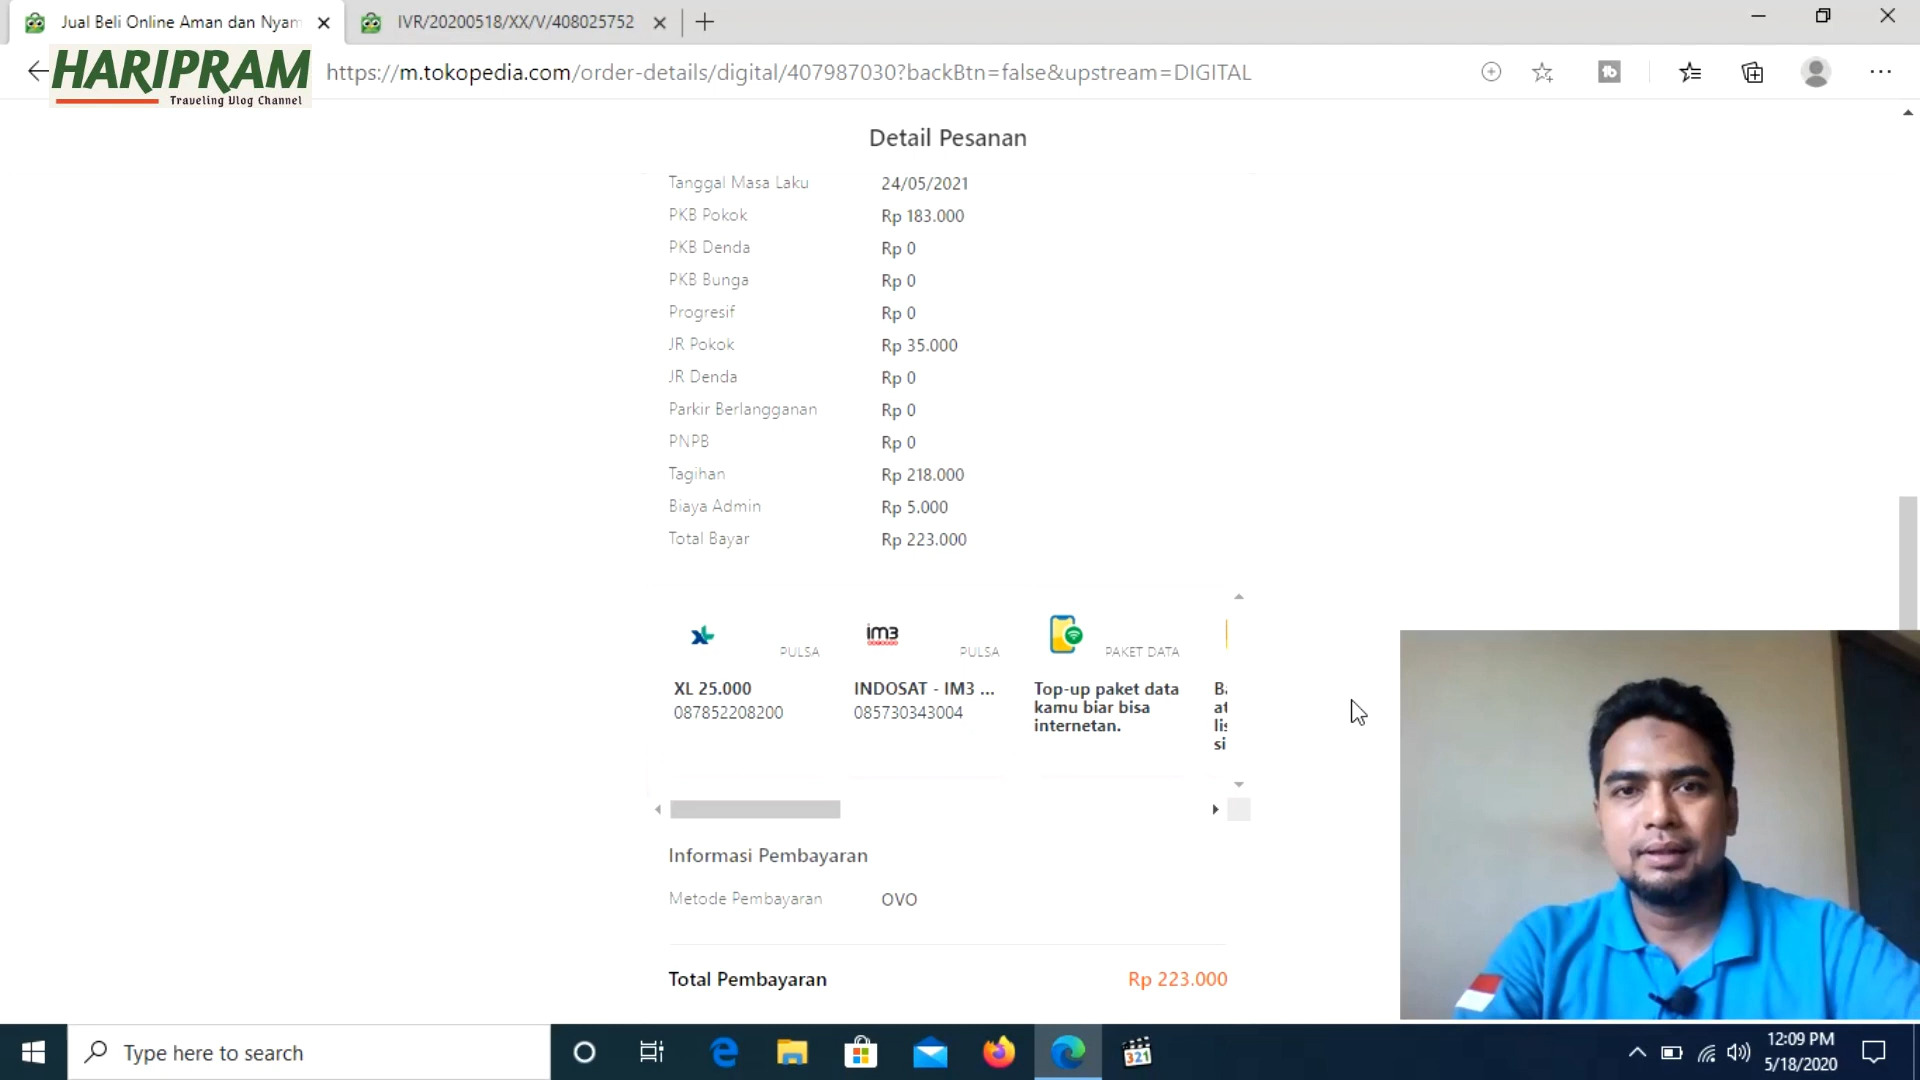 Jual Beli Online Aman dan Nyam
IVR/20200518/XX/V/408025752
HARIPRAM
Traveling Vlog Channel
https://m.tokopedia.com/order-details/digital/407987030?backBtn=false&upstream=DIGITAL
Detail Pesanan
Tanggal Masa Laku 24/05/2021
PKB Pokok Rp 183.000
PKB Denda Rp 0
PKB Bunga Rp 0
Progresif Rp 0
JR Pokok Rp 35.000
JR Denda Rp 0
Parkir Berlangganan Rp 0
PNPB Rp 0
Tagihan Rp 218.000
Biaya Admin Rp 5.000
Total Bayar Rp 223.000
PULSA
XL 25.000
087852208200
im3
OOREDOO
PULSA
INDOSAT - IM3 ...
085730343004
PAKET DATA
Top-up paket data
kamu biar bisa
internetan.
Ba
at
lis
si
Informasi Pembayaran
Metode Pembayaran OVO
Total Pembayaran Rp 223.000
Type here to search
321
12:09 PM
5/18/2020